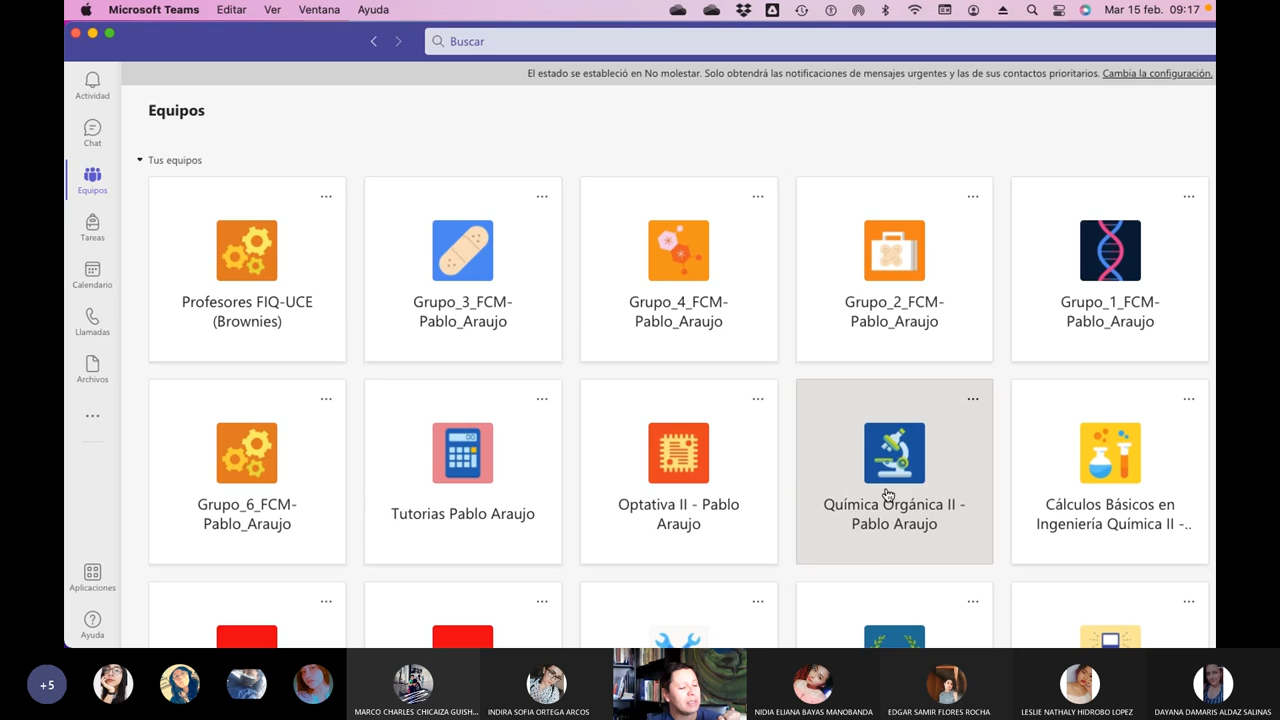 Microsoft Teams Editar Ver Ventana Ayuda Mar 15 feb. 09:17
Buscar
El estado se estableció en No molestar. Solo obtendrá las notificaciones de mensajes urgentes y las de sus contactos prioritarios. Cambia la configuración.
Actividad
Chat
Equipos
Tareas
Calendario
Llamadas
Archivos
Aplicaciones
Ayuda
Equipos
Tus equipos
Profesores FIQ-UCE
(Brownies)
Grupo_3_FCM-
Pablo_Araujo
Grupo_4_FCM-
Pablo_Araujo
Grupo_2_FCM-
Pablo_Araujo
Grupo_1_FCM-
Pablo_Araujo
Grupo_6_FCM-
Pablo_Araujo
Tutorias Pablo Araujo
Optativa II - Pablo
Araujo
Química Orgánica II -
Pablo Araujo
Cálculos Básicos en
Ingeniería Química II -..
+5
MARCO CHARLES CHICAIZA GUISH...
INDIRA SOFIA ORTEGA ARCOS
NIDIA ELIANA BAYAS MANOBANDA
EDGAR SAMIR FLORES ROCHA
LESLIE NATHALY HIDROBO LOPEZ
DAYANA DAMARIS ALDAZ SALINAS